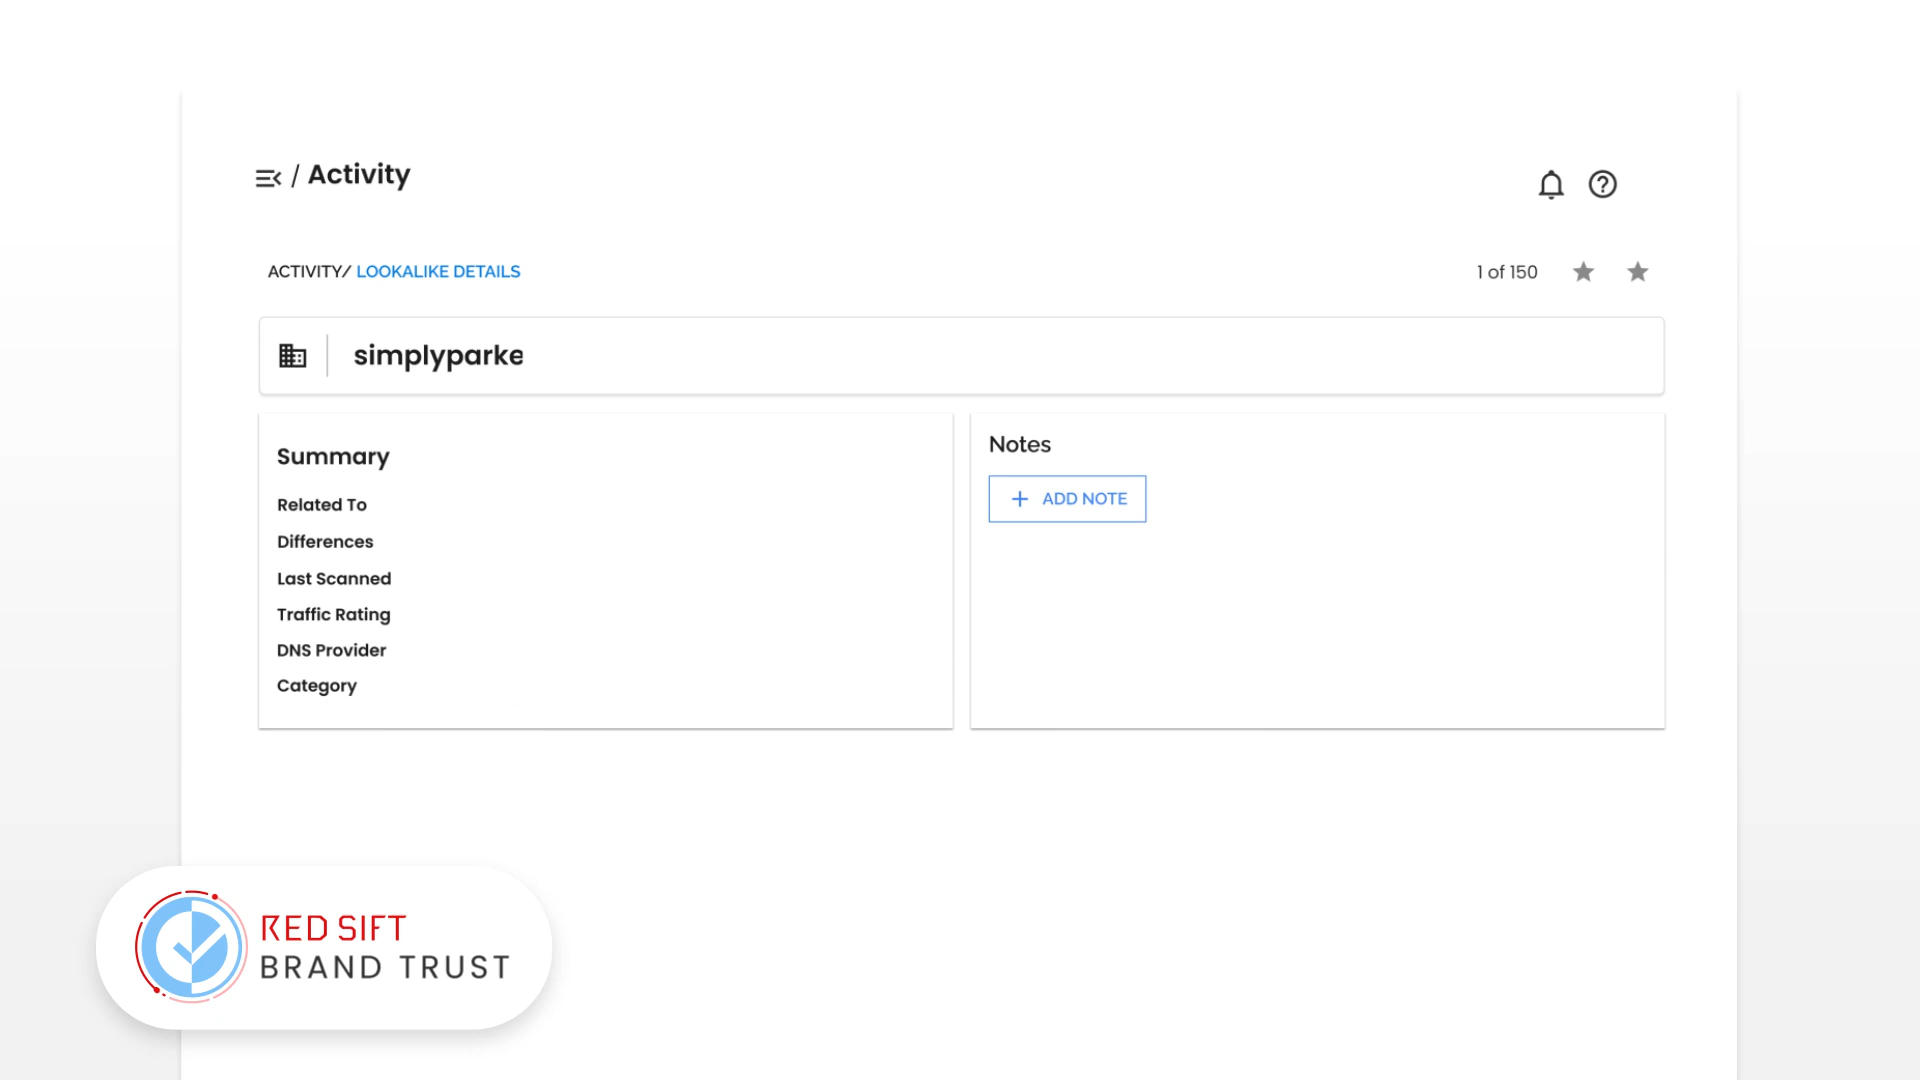 / Activity
ACTIVITY/ LOOKALIKE DETAILS
1 of 150
simplyparke
Summary
Related To
Differences
Last Scanned
Traffic Rating
DNS Provider
Category
Notes
+ ADD NOTE
RED SIFT
BRAND TRUST